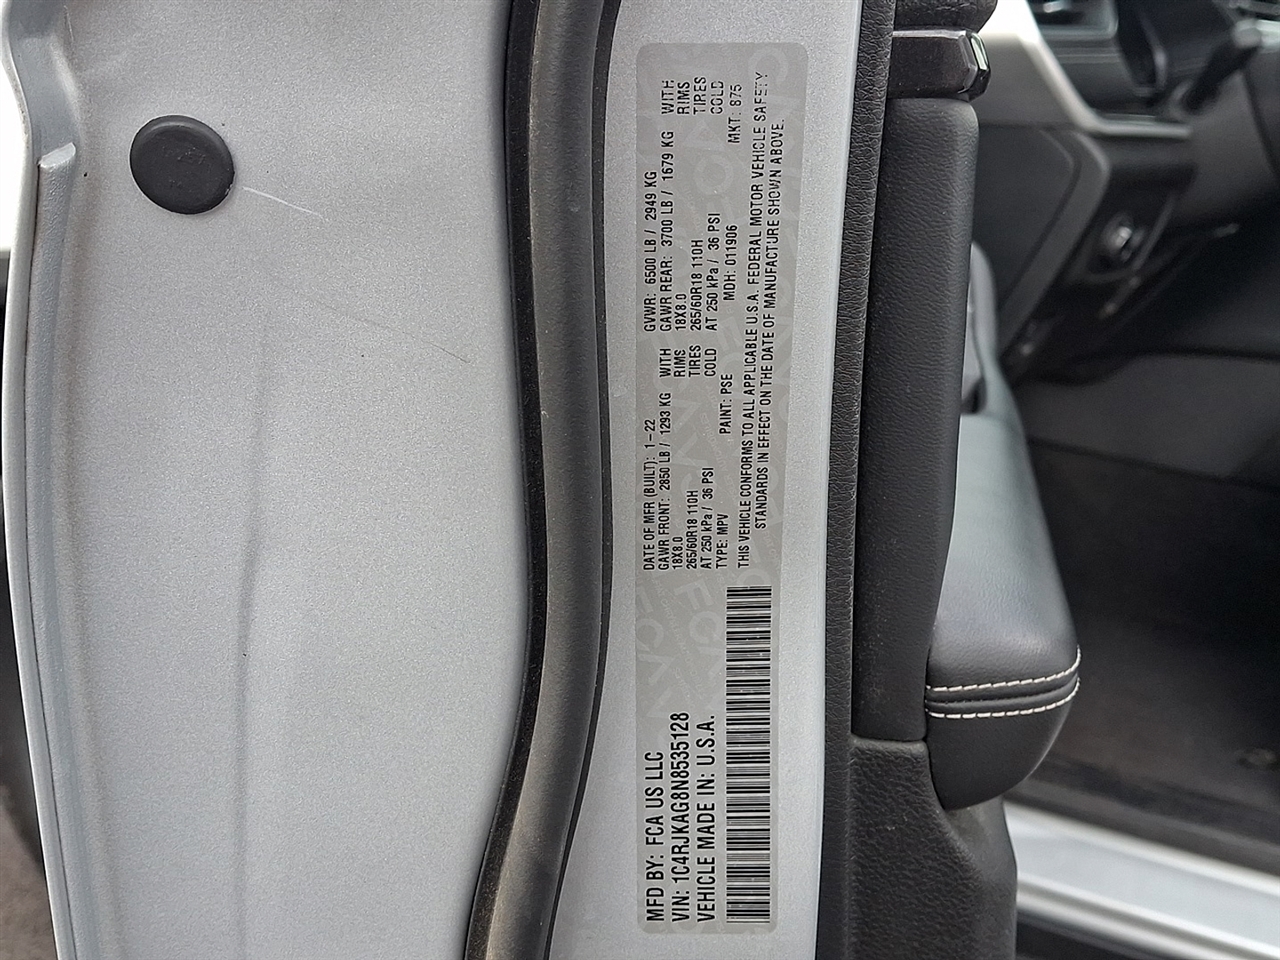 MFD BY: FCA US LLC
VIN: 1C4RJKAG8N8535128
VEHICLE MADE IN: U.S.A.
DATE OF MFR (BUILT): 1-22 GVWR: 6500 LB / 2949 KG
GAWR FRONT: 2850 LB / 1293 KG WITH GAWR REAR: 3700 LB / 1679 KG WITH
18X8.0 RIMS 18X8.0 RIMS
265/60R18 110H TIRES 265/60R18 110H TIRES
AT 250 kPa / 36 PSI COLD AT 250 kPa / 36 PSI COLD
TYPE: MPV PAINT: PSE MDH: 011906 MKT: 875
THIS VEHICLE CONFORMS TO ALL APPLICABLE U.S.A. FEDERAL MOTOR VEHICLE SAFETY
STANDARDS IN EFFECT ON THE DATE OF MANUFACTURE SHOWN ABOVE.